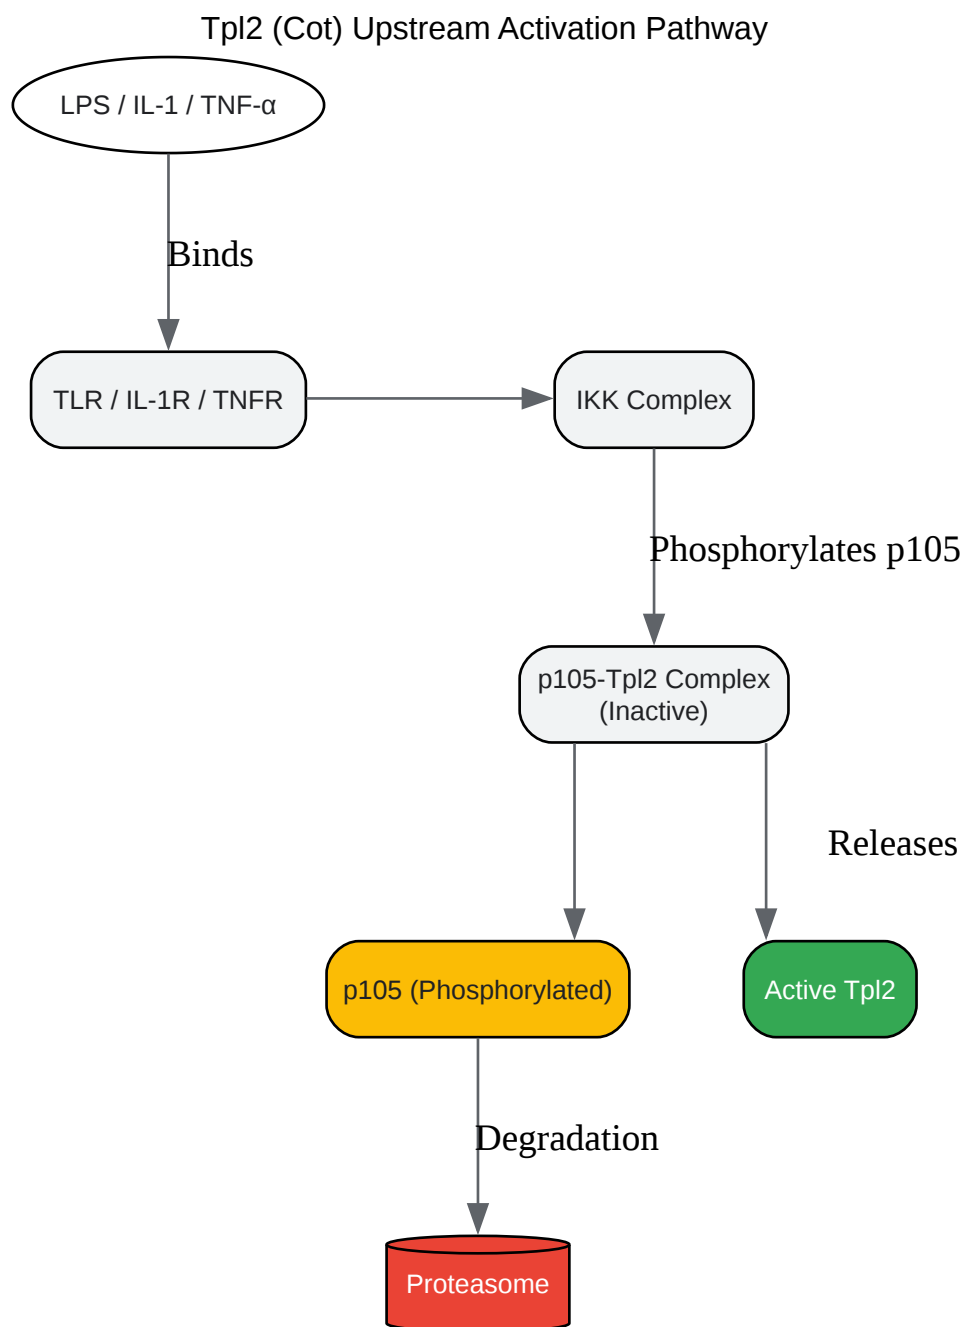 Tpl2 (Cot) Upstream Activation Pathway
LPS / IL-1 / TNF-α
Binds
TLR / IL-1R / TNFR
IKK Complex
Phosphorylates p105
p105-Tpl2 Complex
(Inactive)
Releases
p105 (Phosphorylated)
Active Tpl2
Degradation
Proteasome